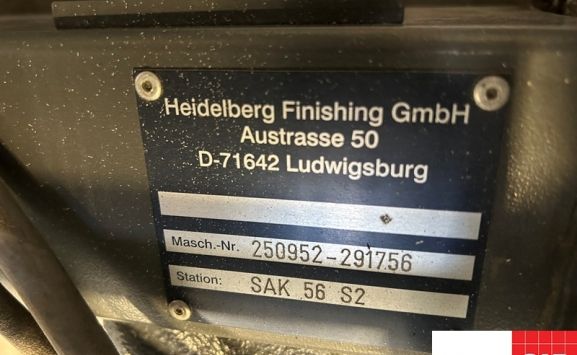 Heidelberg Finishing GmbH
Austrasse 50
D-71642 Ludwigsburg
Masch.-Nr. 250952-291756
Station: SAK 56 S2